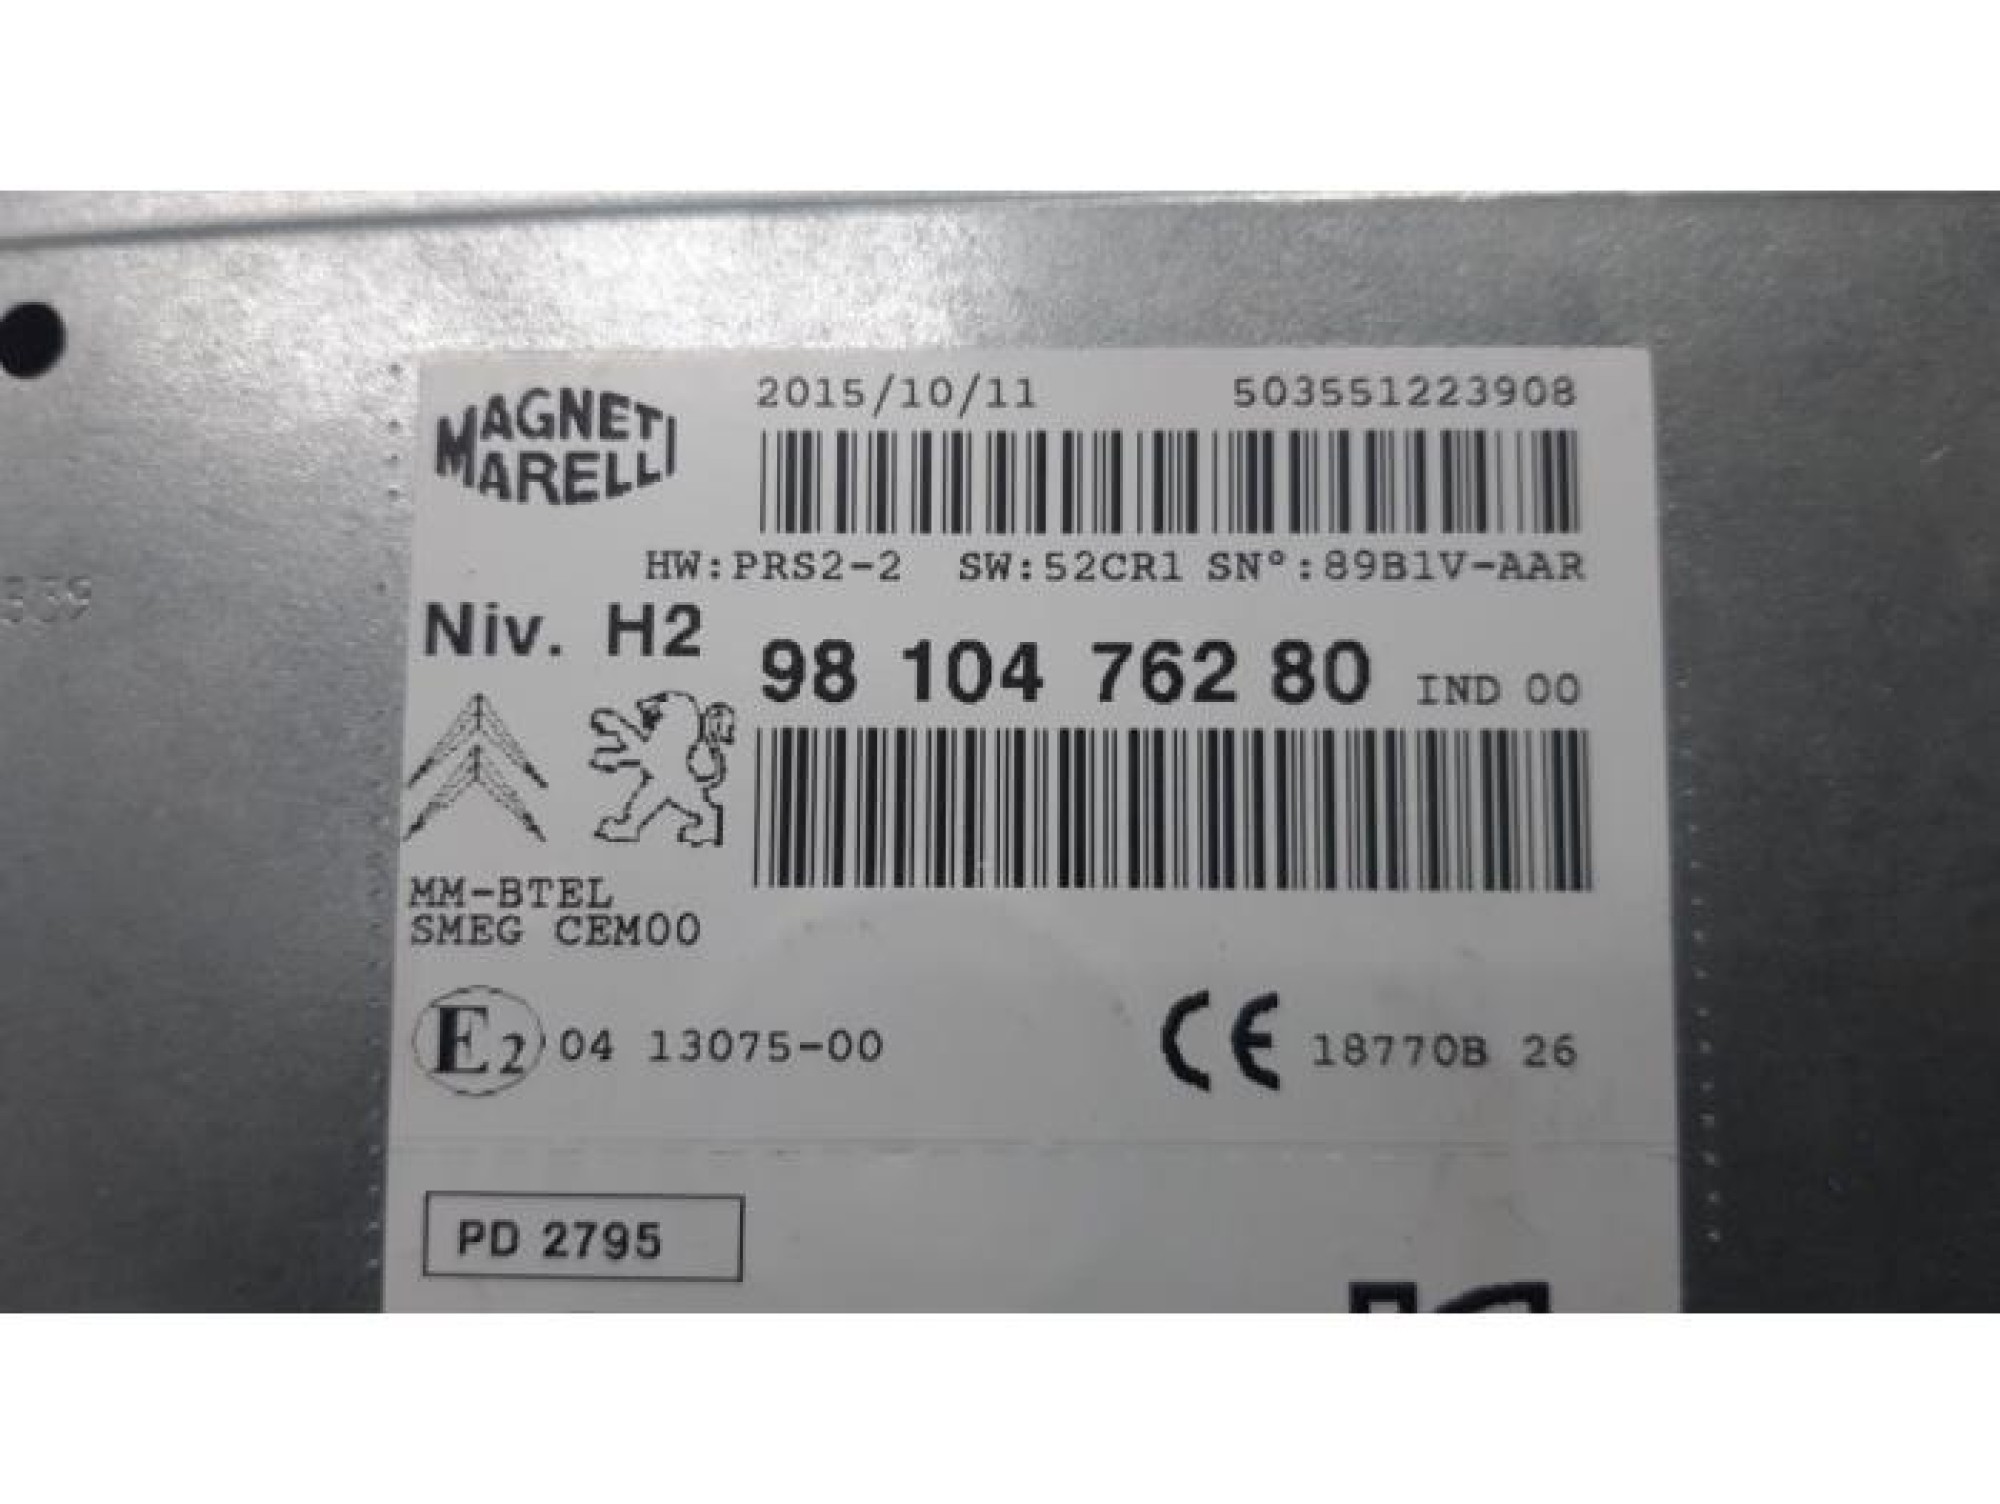 MAGNETI
MARELLI
2015/10/11 503551223908
HW:PRS2-2 SW:52CR1 SN°:89B1V-AAR
Niv. H2
98 104 762 80 IND 00
MM-BTEL
SMEG CEM00
E2 04 13075-00
CE 18770B 26
PD 2795